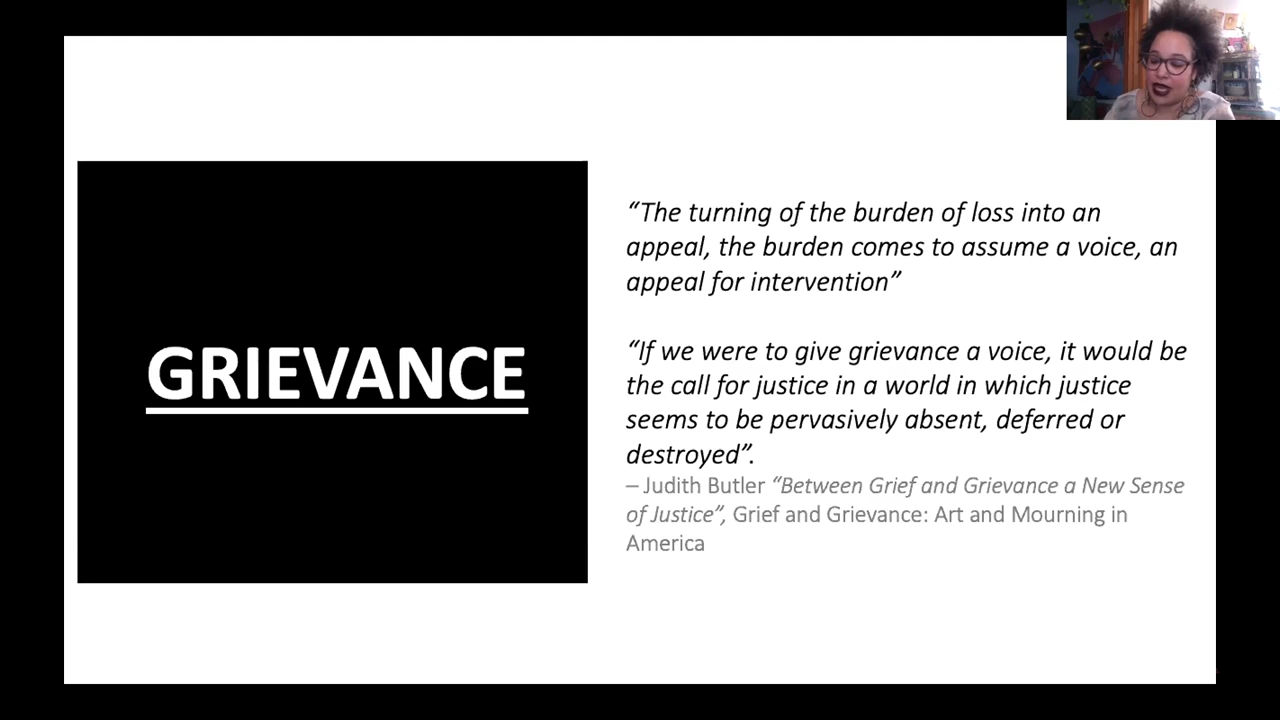 GRIEVANCE
“The turning of the burden of loss into an
appeal, the burden comes to assume a voice, an
appeal for intervention”
“If we were to give grievance a voice, it would be
the call for justice in a world in which justice
seems to be pervasively absent, deferred or
destroyed”.
– Judith Butler “Between Grief and Grievance a New Sense
of Justice”, Grief and Grievance: Art and Mourning in
America